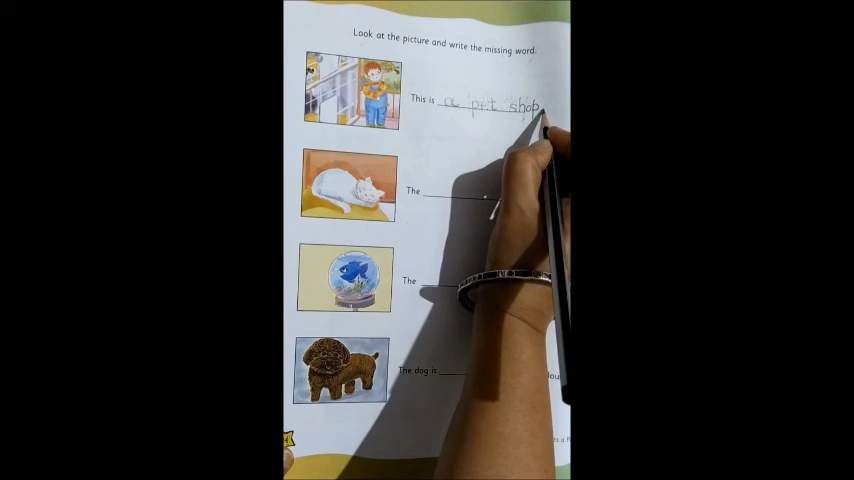 Look at the picture and write the missing word.
This is a pet shop.
The
The
The dog is